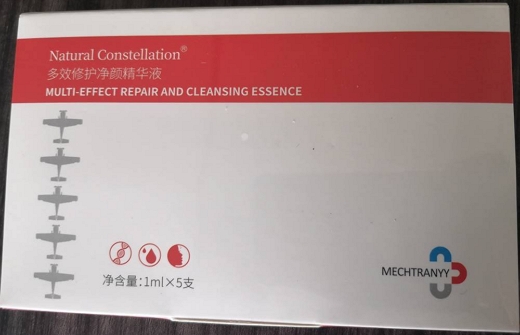 Natural Constellation®
多效修护净颜精华液
MULTI-EFFECT REPAIR AND CLEANSING ESSENCE
净含量:1ml×5支
MECHTRANYY